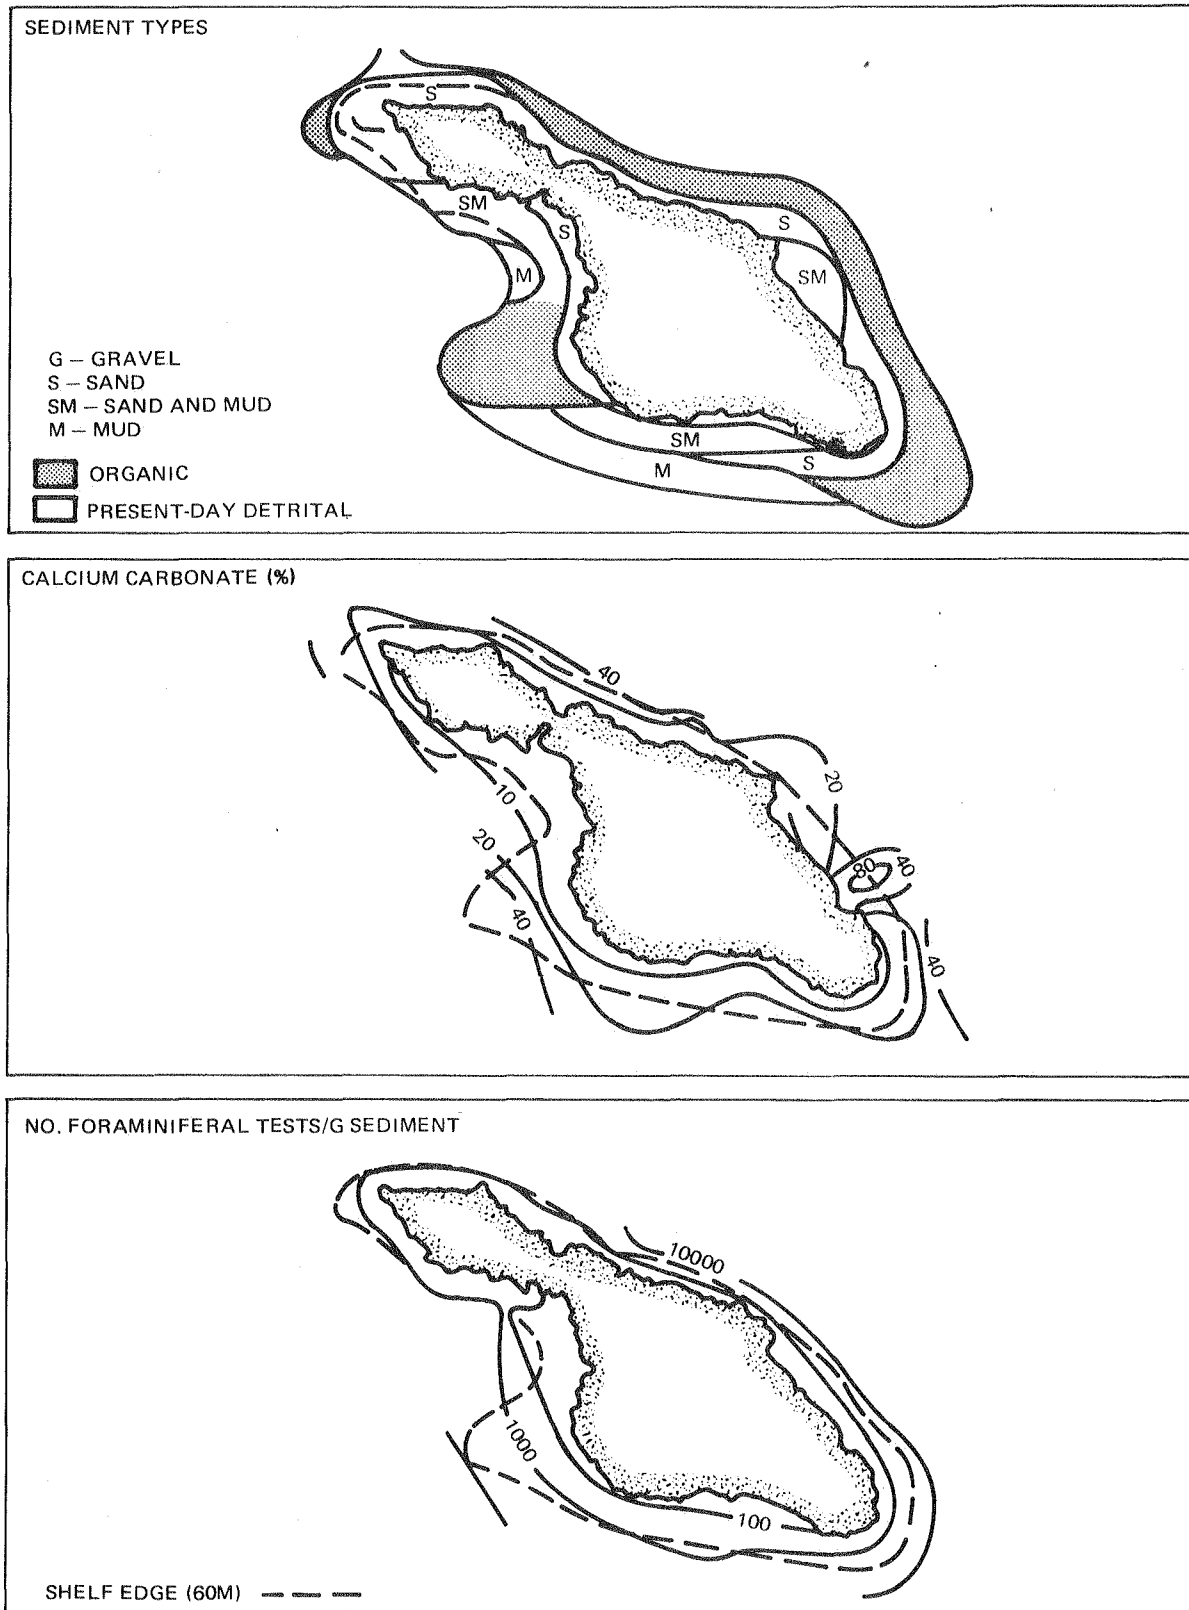 SEDIMENT TYPES
S
SM
S
M
S
SM
SM
M
S
G – GRAVEL
S – SAND
SM – SAND AND MUD
M – MUD
ORGANIC
PRESENT-DAY DETRITAL
CALCIUM CARBONATE (%)
40
20
10
20
40
80
40
40
NO. FORAMINIFERAL TESTS/G SEDIMENT
10000
1000
100
SHELF EDGE (60M)